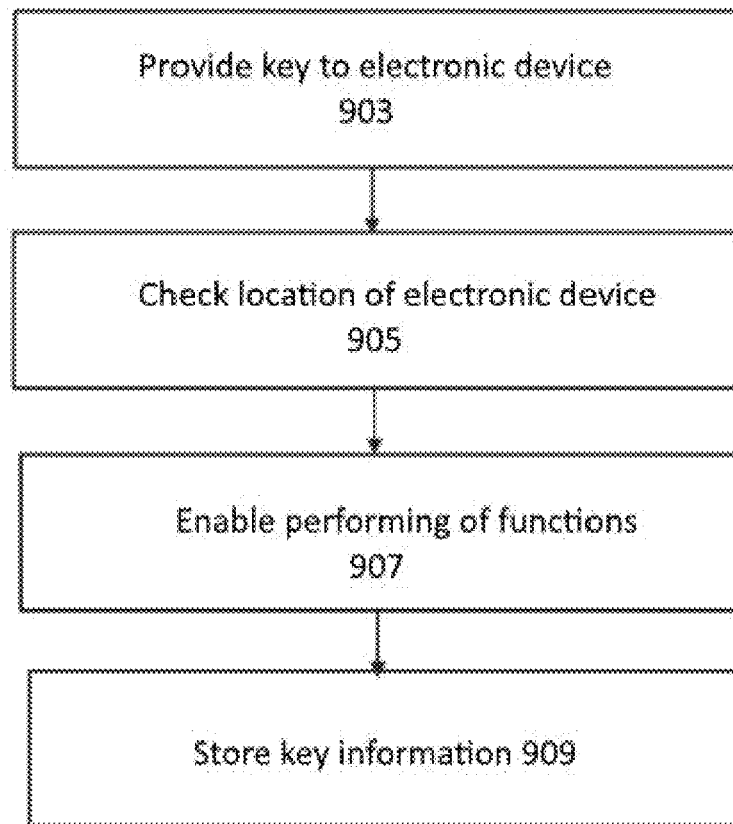 Provide key to electronic device
903
Check location of electronic device
905
Enable performing of functions
907
Store key information 909